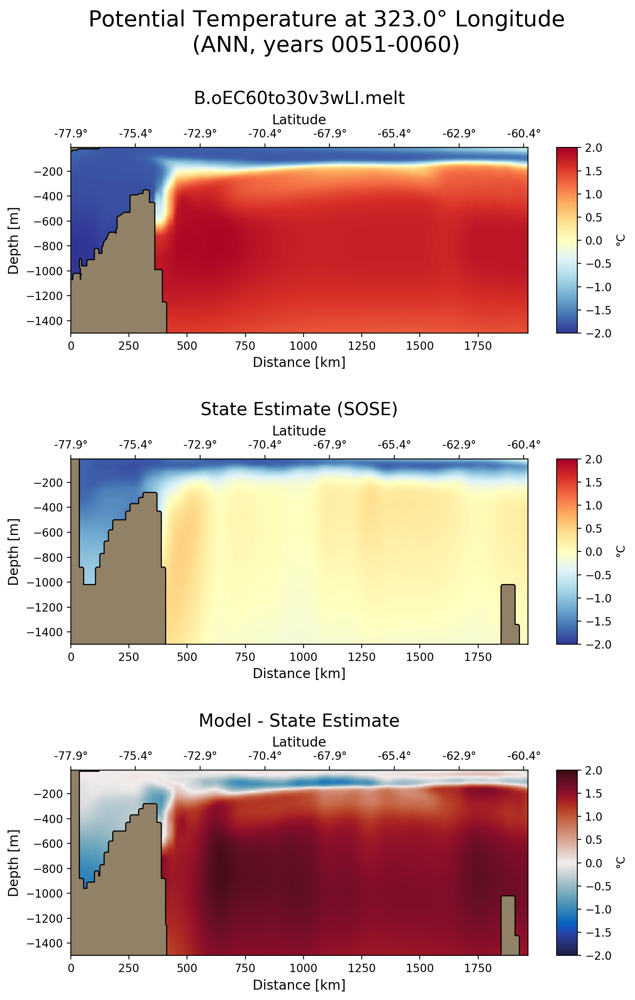 Potential Temperature at 323.0° Longitude
(ANN, years 0051-0060)
B.oEC60to30v3wLI.melt
Latitude
-77.9° -75.4° -72.9° -70.4° -67.9° -65.4° -62.9° -60.4°
Depth [m]
−200
−400
−600
−800
−1000
−1200
−1400
0 250 500 750 1000 1250 1500 1750
Distance [km]
2.0
1.5
1.0
0.5
0.0
−0.5
−1.0
−1.5
−2.0
°C
State Estimate (SOSE)
Latitude
-77.9° -75.4° -72.9° -70.4° -67.9° -65.4° -62.9° -60.4°
Depth [m]
−200
−400
−600
−800
−1000
−1200
−1400
0 250 500 750 1000 1250 1500 1750
Distance [km]
2.0
1.5
1.0
0.5
0.0
−0.5
−1.0
−1.5
−2.0
°C
Model - State Estimate
Latitude
-77.9° -75.4° -72.9° -70.4° -67.9° -65.4° -62.9° -60.4°
Depth [m]
−200
−400
−600
−800
−1000
−1200
−1400
0 250 500 750 1000 1250 1500 1750
Distance [km]
2.0
1.5
1.0
0.5
0.0
−0.5
−1.0
−1.5
−2.0
°C